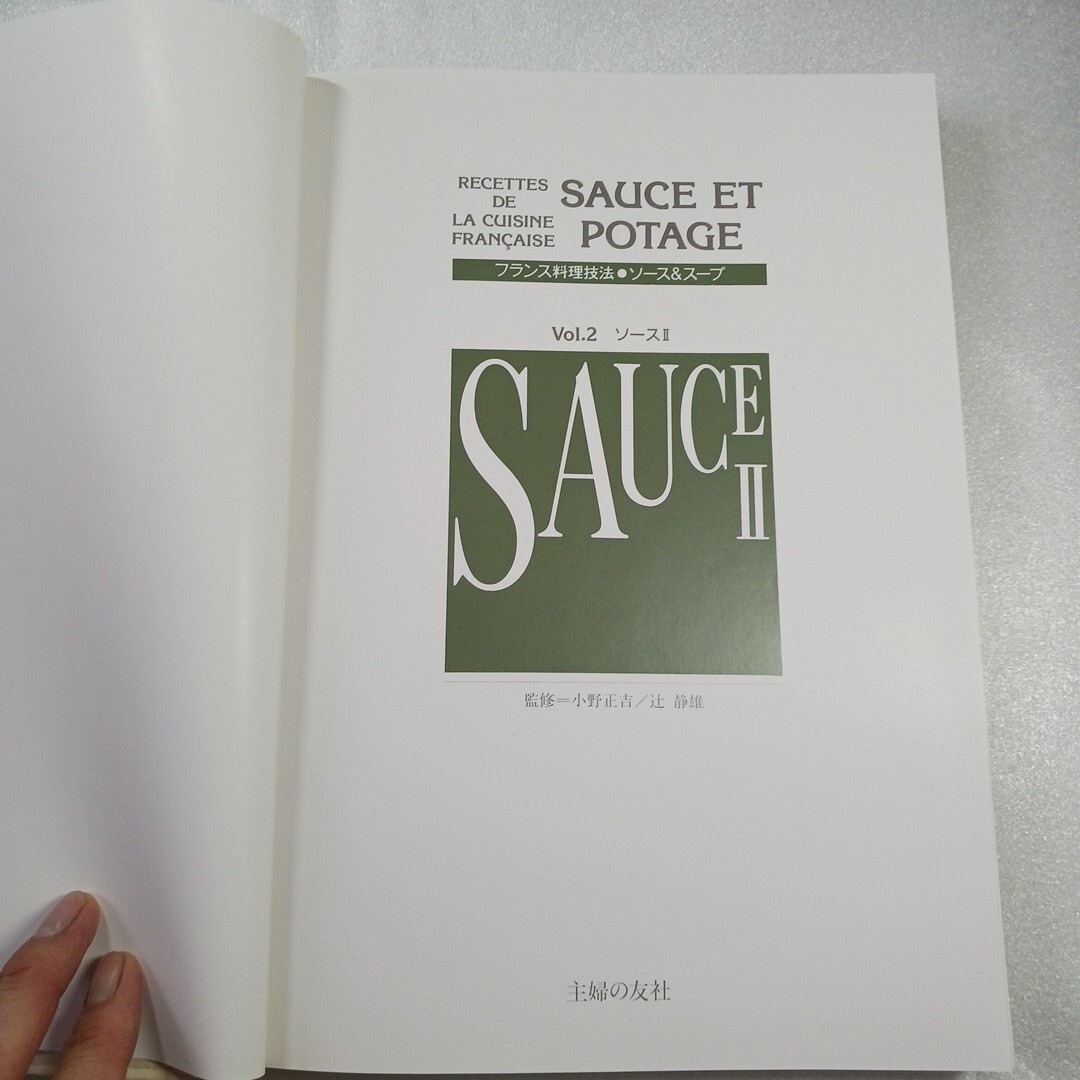 RECETTES
DE
LA CUISINE
FRANÇAISE
SAUCE ET
POTAGE
フランス料理技法●ソース&スープ
Vol.2 ソースⅡ
SAUCE
Ⅱ
監修＝小野正吉／辻 静雄
主婦の友社